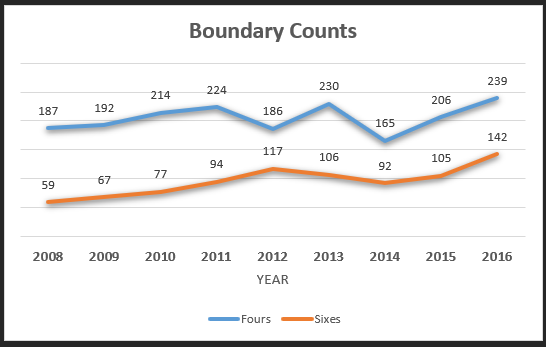 Boundary Counts
187 192 214 224 186 230 165 206 239
59 67 77 94 117 106 92 105 142
2008 2009 2010 2011 2012 2013 2014 2015 2016
YEAR
Fours Sixes